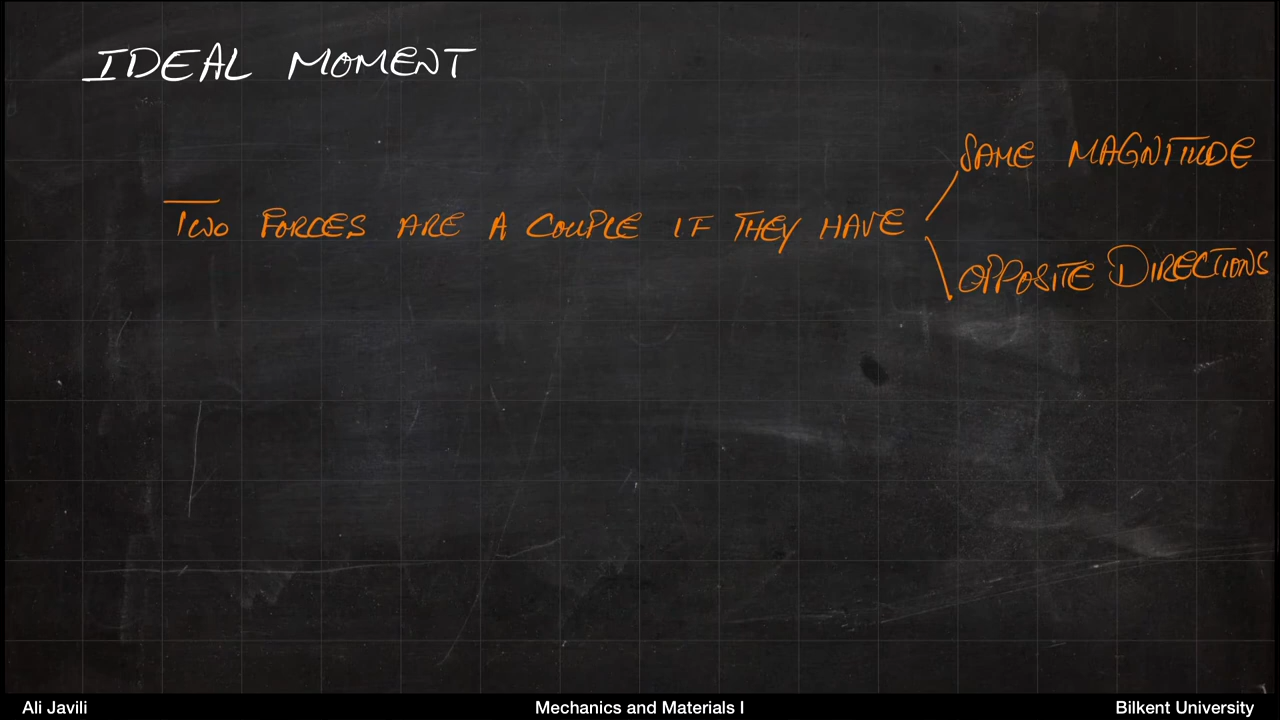 IDEAL MOMENT
SAME MAGNITUDE
TWO FORCES ARE A COUPLE IF THEY HAVE
OPPOSITE DIRECTIONS
Ali Javili
Mechanics and Materials I
Bilkent University